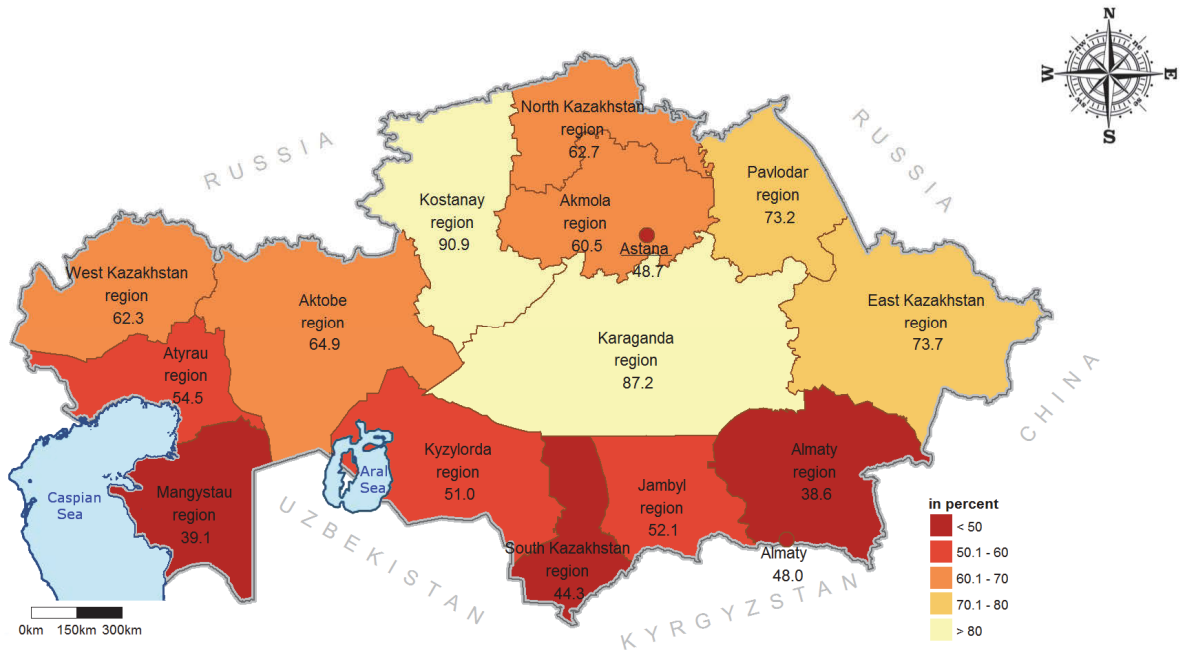 N
nw
ne
W
E
sw
se
S
RUSSIA
RUSSIA
North Kazakhstan
region
62.7
Kostanay
region
90.9
Akmola
region
60.5
Astana
48.7
Pavlodar
region
73.2
West Kazakhstan
region
62.3
Aktobe
region
64.9
Karaganda
region
87.2
East Kazakhstan
region
73.7
Atyrau
region
54.5
CHINA
Caspian
Sea
Mangystau
region
39.1
Aral
Sea
Kyzylorda
region
51.0
Jambyl
region
52.1
Almaty
region
38.6
South Kazakhstan
region
44.3
Almaty
48.0
UZBEKISTAN
KYRGYZSTAN
in percent
< 50
50.1 - 60
60.1 - 70
70.1 - 80
> 80
0km 150km 300km